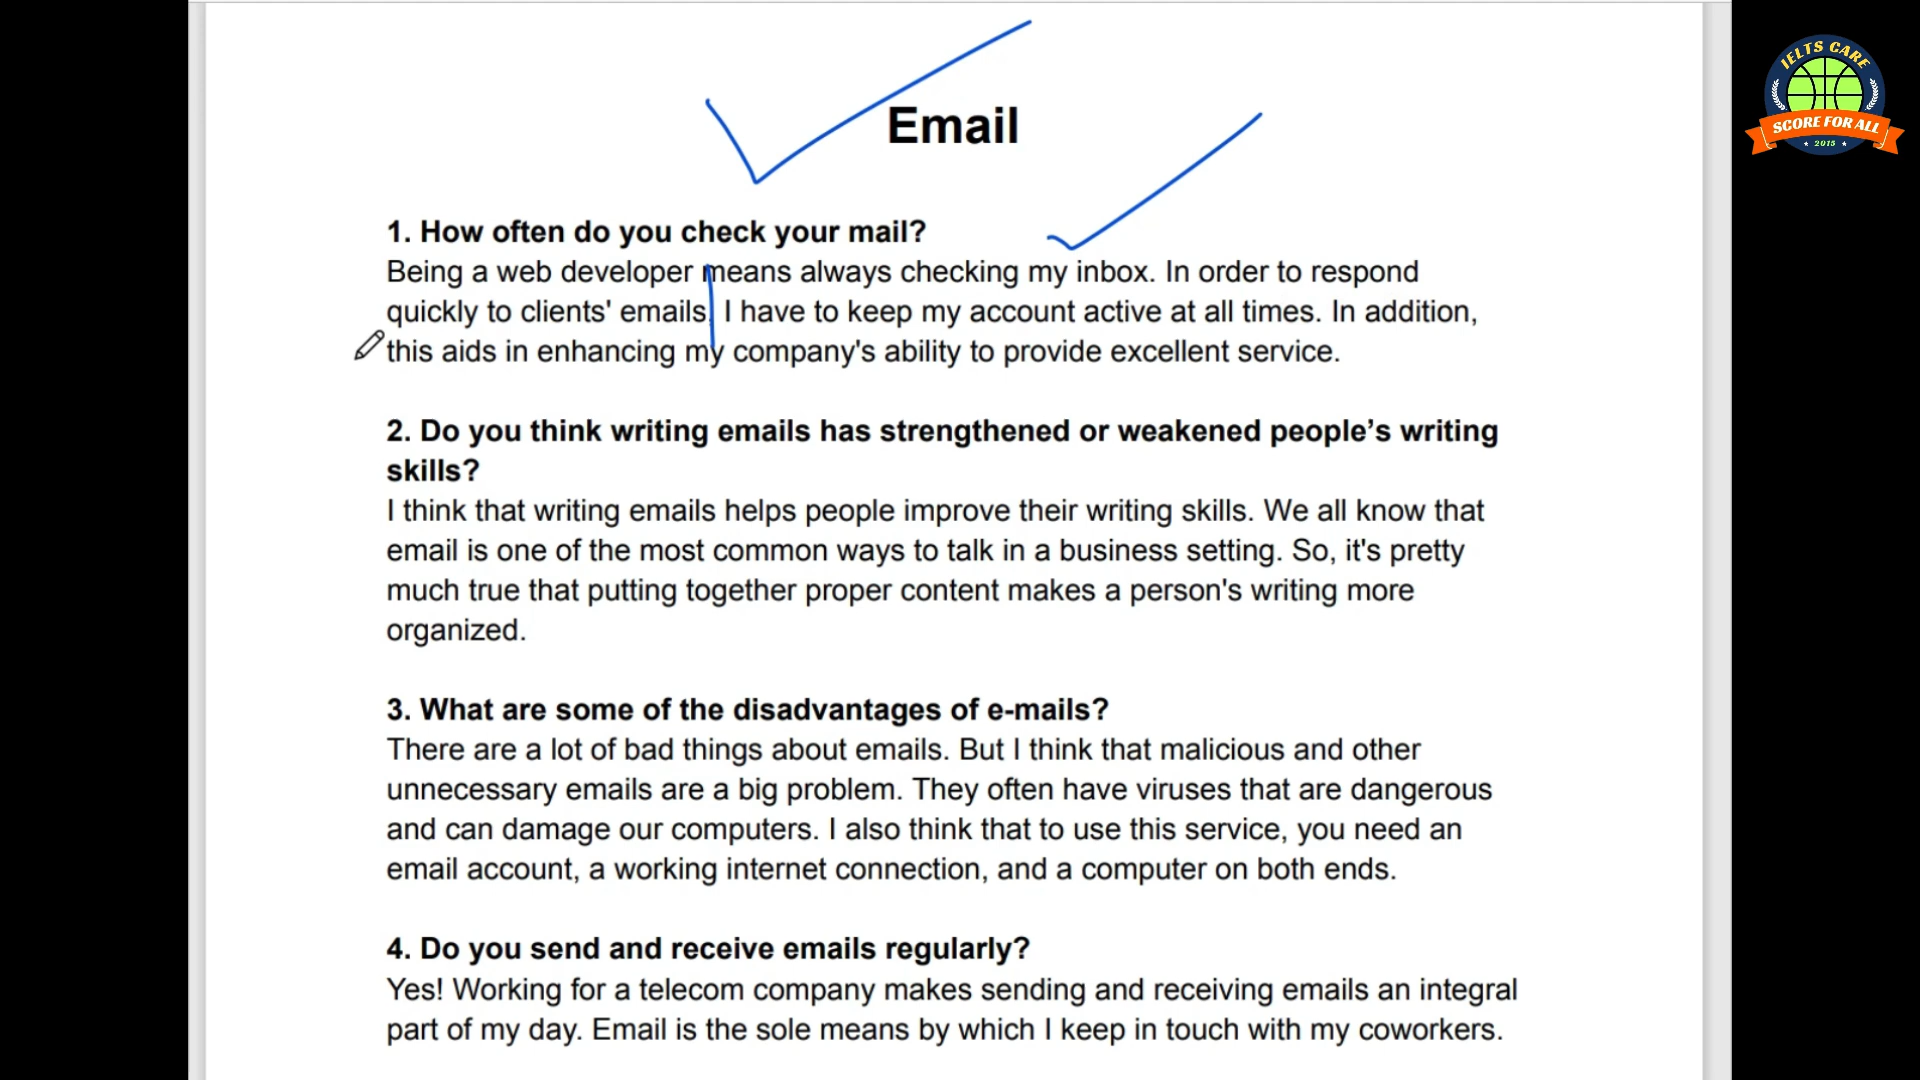 Email
1. How often do you check your mail?
Being a web developer means always checking my inbox. In order to respond
quickly to clients' emails, I have to keep my account active at all times. In addition,
this aids in enhancing my company's ability to provide excellent service.
2. Do you think writing emails has strengthened or weakened people’s writing
skills?
I think that writing emails helps people improve their writing skills. We all know that
email is one of the most common ways to talk in a business setting. So, it's pretty
much true that putting together proper content makes a person's writing more
organized.
3. What are some of the disadvantages of e-mails?
There are a lot of bad things about emails. But I think that malicious and other
unnecessary emails are a big problem. They often have viruses that are dangerous
and can damage our computers. I also think that to use this service, you need an
email account, a working internet connection, and a computer on both ends.
4. Do you send and receive emails regularly?
Yes! Working for a telecom company makes sending and receiving emails an integral
part of my day. Email is the sole means by which I keep in touch with my coworkers.
IELTS CARE
SCORE FOR ALL
2015